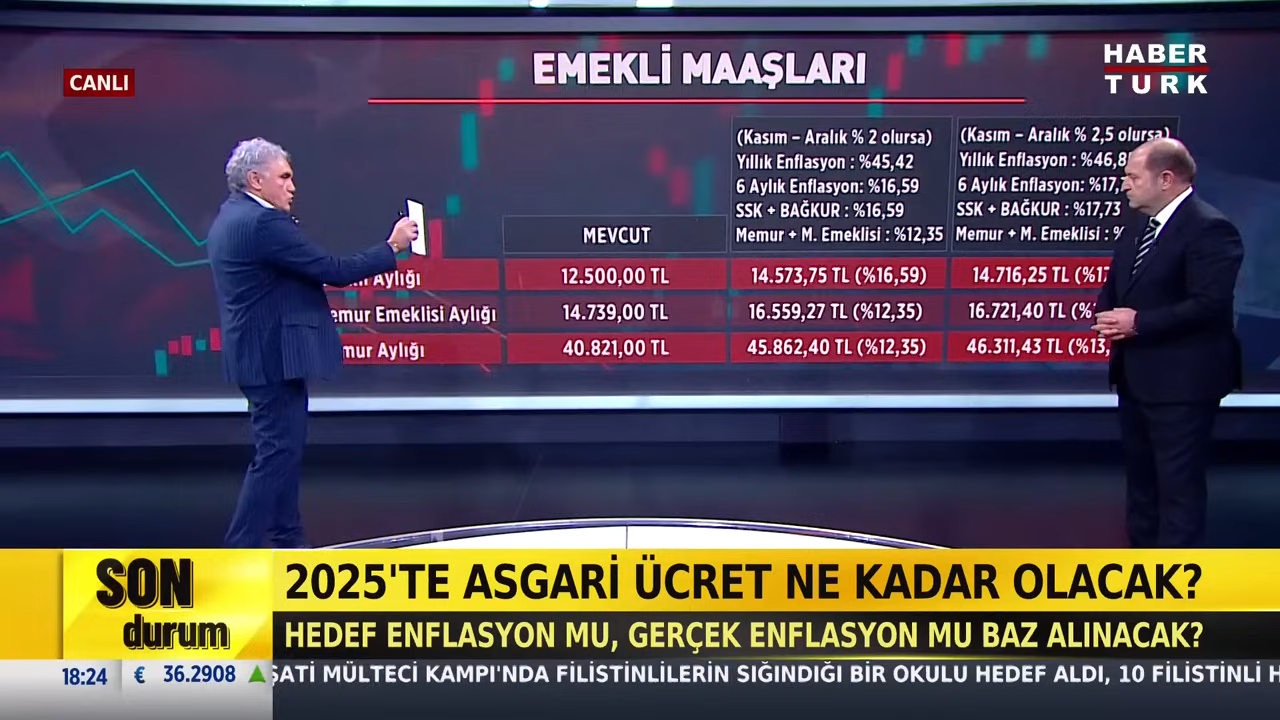 CANLI
EMEKLİ MAAŞLARI
HABER
TURK
(Kasım – Aralık % 2 olursa)
Yıllık Enflasyon : %45,42
6 Aylık Enflasyon: %16,59
SSK + BAĞKUR : %16,59
Memur + M. Emeklisi : %12,35
(Kasım – Aralık % 2,5 olursa)
Yıllık Enflasyon : %46,8
6 Aylık Enflasyon: %17,
SSK + BAĞKUR : %17,73
Memur + M. Emeklisi : %
MEVCUT
Aylığı 12.500,00 TL 14.573,75 TL (%16,59) 14.716,25 TL (%17
emur Emeklisi Aylığı 14.739,00 TL 16.559,27 TL (%12,35) 16.721,40 TL (%
mur Aylığı 40.821,00 TL 45.862,40 TL (%12,35) 46.311,43 TL (%13,
SON
durum
2025'TE ASGARİ ÜCRET NE KADAR OLACAK?
HEDEF ENFLASYON MU, GERÇEK ENFLASYON MU BAZ ALINACAK?
18:24 € 36.2908 ŞATİ MÜLTECİ KAMPI'NDA FİLİSTİNLİLERİN SIĞINDIĞI BİR OKULU HEDEF ALDI, 10 FİLİSTİNLİ H